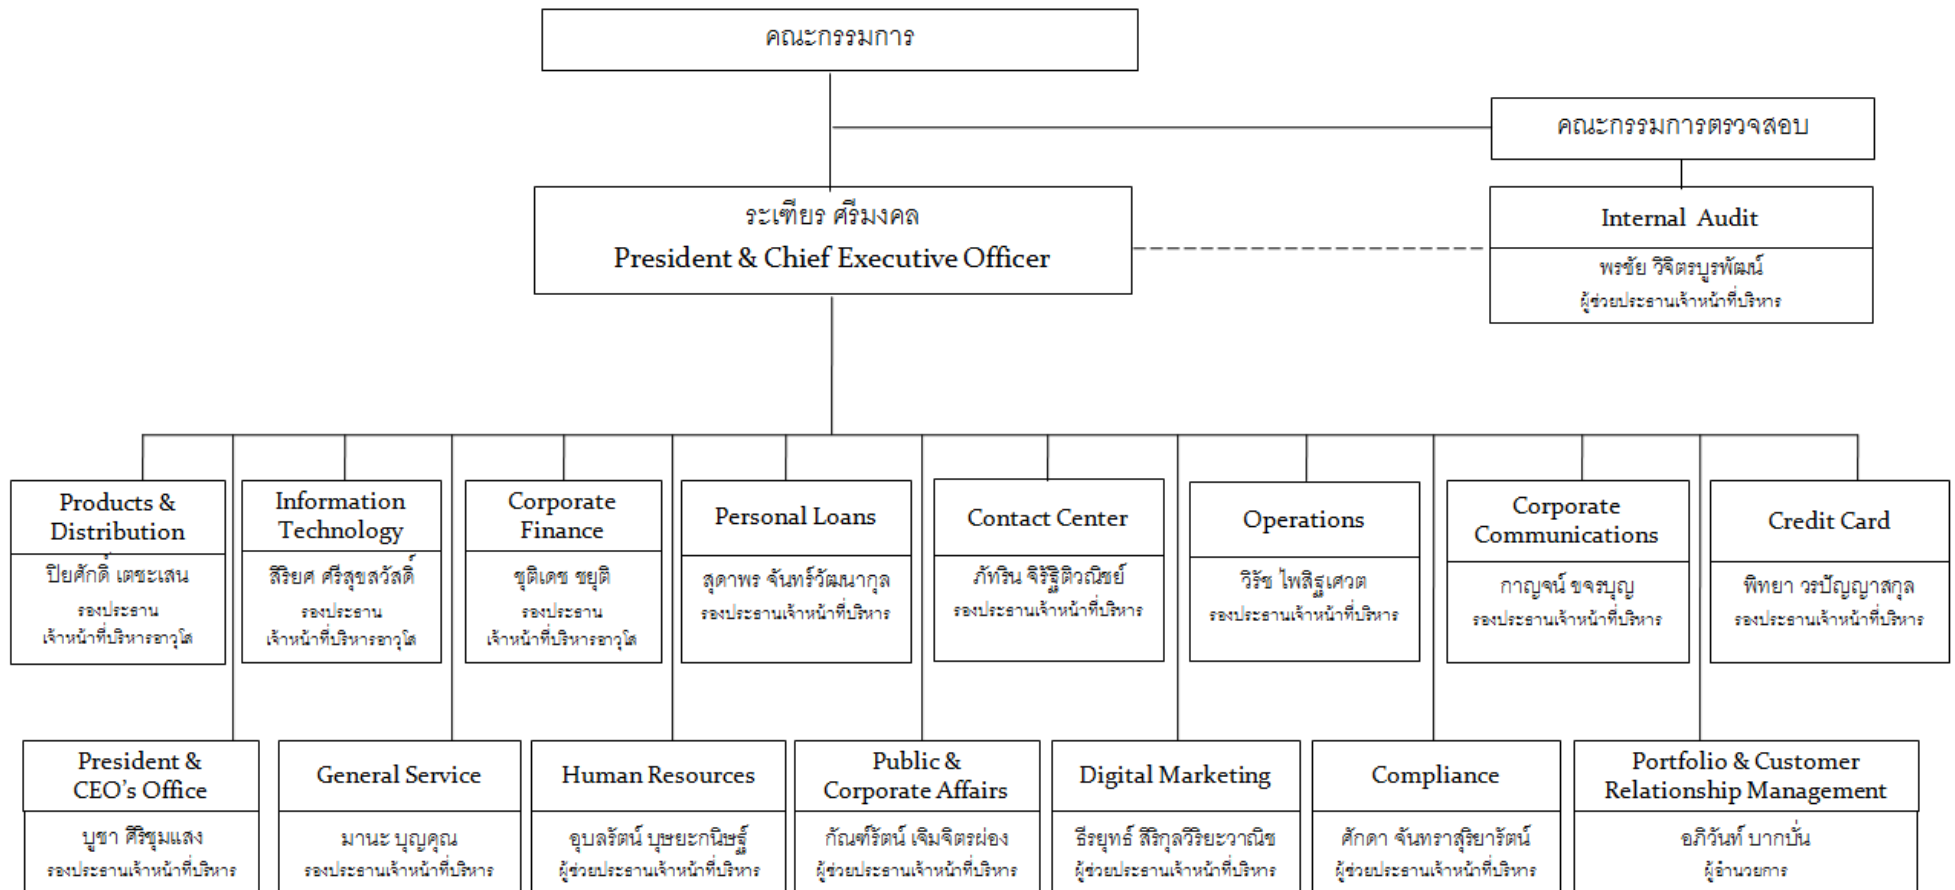 คณะกรรมการ
คณะกรรมการตรวจสอบ
ระเฑียร ศรีมงคล
President & Chief Executive Officer
Internal Audit
พรชัย วิจิตรบูรพัฒน์
ผู้ช่วยประธานเจ้าหน้าที่บริหาร
Products &
Distribution
ปิยศักดิ์ เตชะเสน
รองประธาน
เจ้าหน้าที่บริหารอาวุโส
Information
Technology
สิริยศ ศรีสุขสวัสดิ์
รองประธาน
เจ้าหน้าที่บริหารอาวุโส
Corporate
Finance
ชุติเดช ชยุติ
รองประธาน
เจ้าหน้าที่บริหารอาวุโส
Personal Loans
สุดาพร จันทร์วัฒนากุล
รองประธานเจ้าหน้าที่บริหาร
Contact Center
ภัทริน จิรัฐิติวณิชย์
รองประธานเจ้าหน้าที่บริหาร
Operations
วิรัช ไพสิฐเศวต
รองประธานเจ้าหน้าที่บริหาร
Corporate
Communications
กาญจน์ ขจรบุญ
รองประธานเจ้าหน้าที่บริหาร
Credit Card
พิทยา วรปัญญาสกุล
รองประธานเจ้าหน้าที่บริหาร
President &
CEO's Office
บูชา ศิริชุมแสง
รองประธานเจ้าหน้าที่บริหาร
General Service
มานะ บุญคุณ
รองประธานเจ้าหน้าที่บริหาร
Human Resources
อุบลรัตน์ บุษยะกนิษฐ์
ผู้ช่วยประธานเจ้าหน้าที่บริหาร
Public &
Corporate Affairs
กัณฑ์รัตน์ เจิมจิตรผ่อง
ผู้ช่วยประธานเจ้าหน้าที่บริหาร
Digital Marketing
ธีรยุทธ์ สิริกุลวิริยะวาณิช
ผู้ช่วยประธานเจ้าหน้าที่บริหาร
Compliance
ศักดา จันทราสุริยารัตน์
ผู้ช่วยประธานเจ้าหน้าที่บริหาร
Portfolio & Customer
Relationship Management
อภิวันท์ บากบั่น
ผู้อำนวยการ